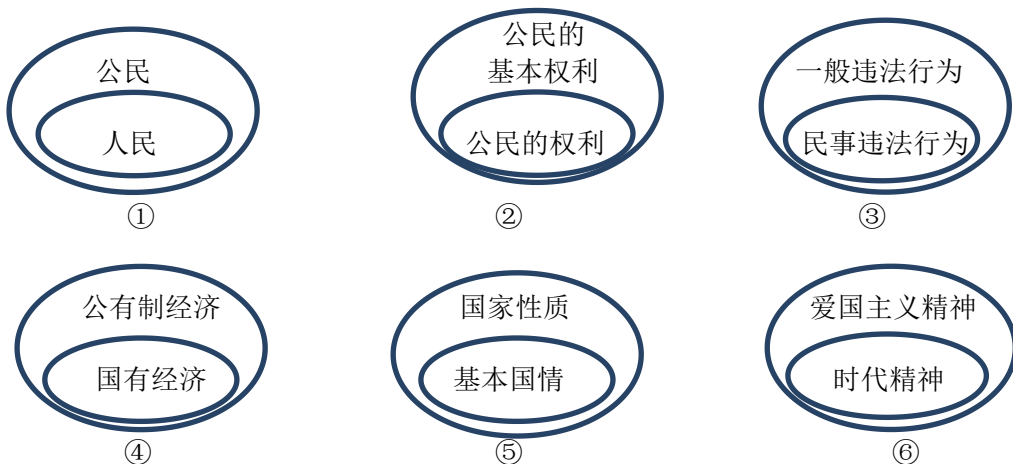 公民
人民
①
公民的
基本权利
公民的权利
②
一般违法行为
民事违法行为
③
公有制经济
国有经济
④
国家性质
基本国情
⑤
爱国主义精神
时代精神
⑥